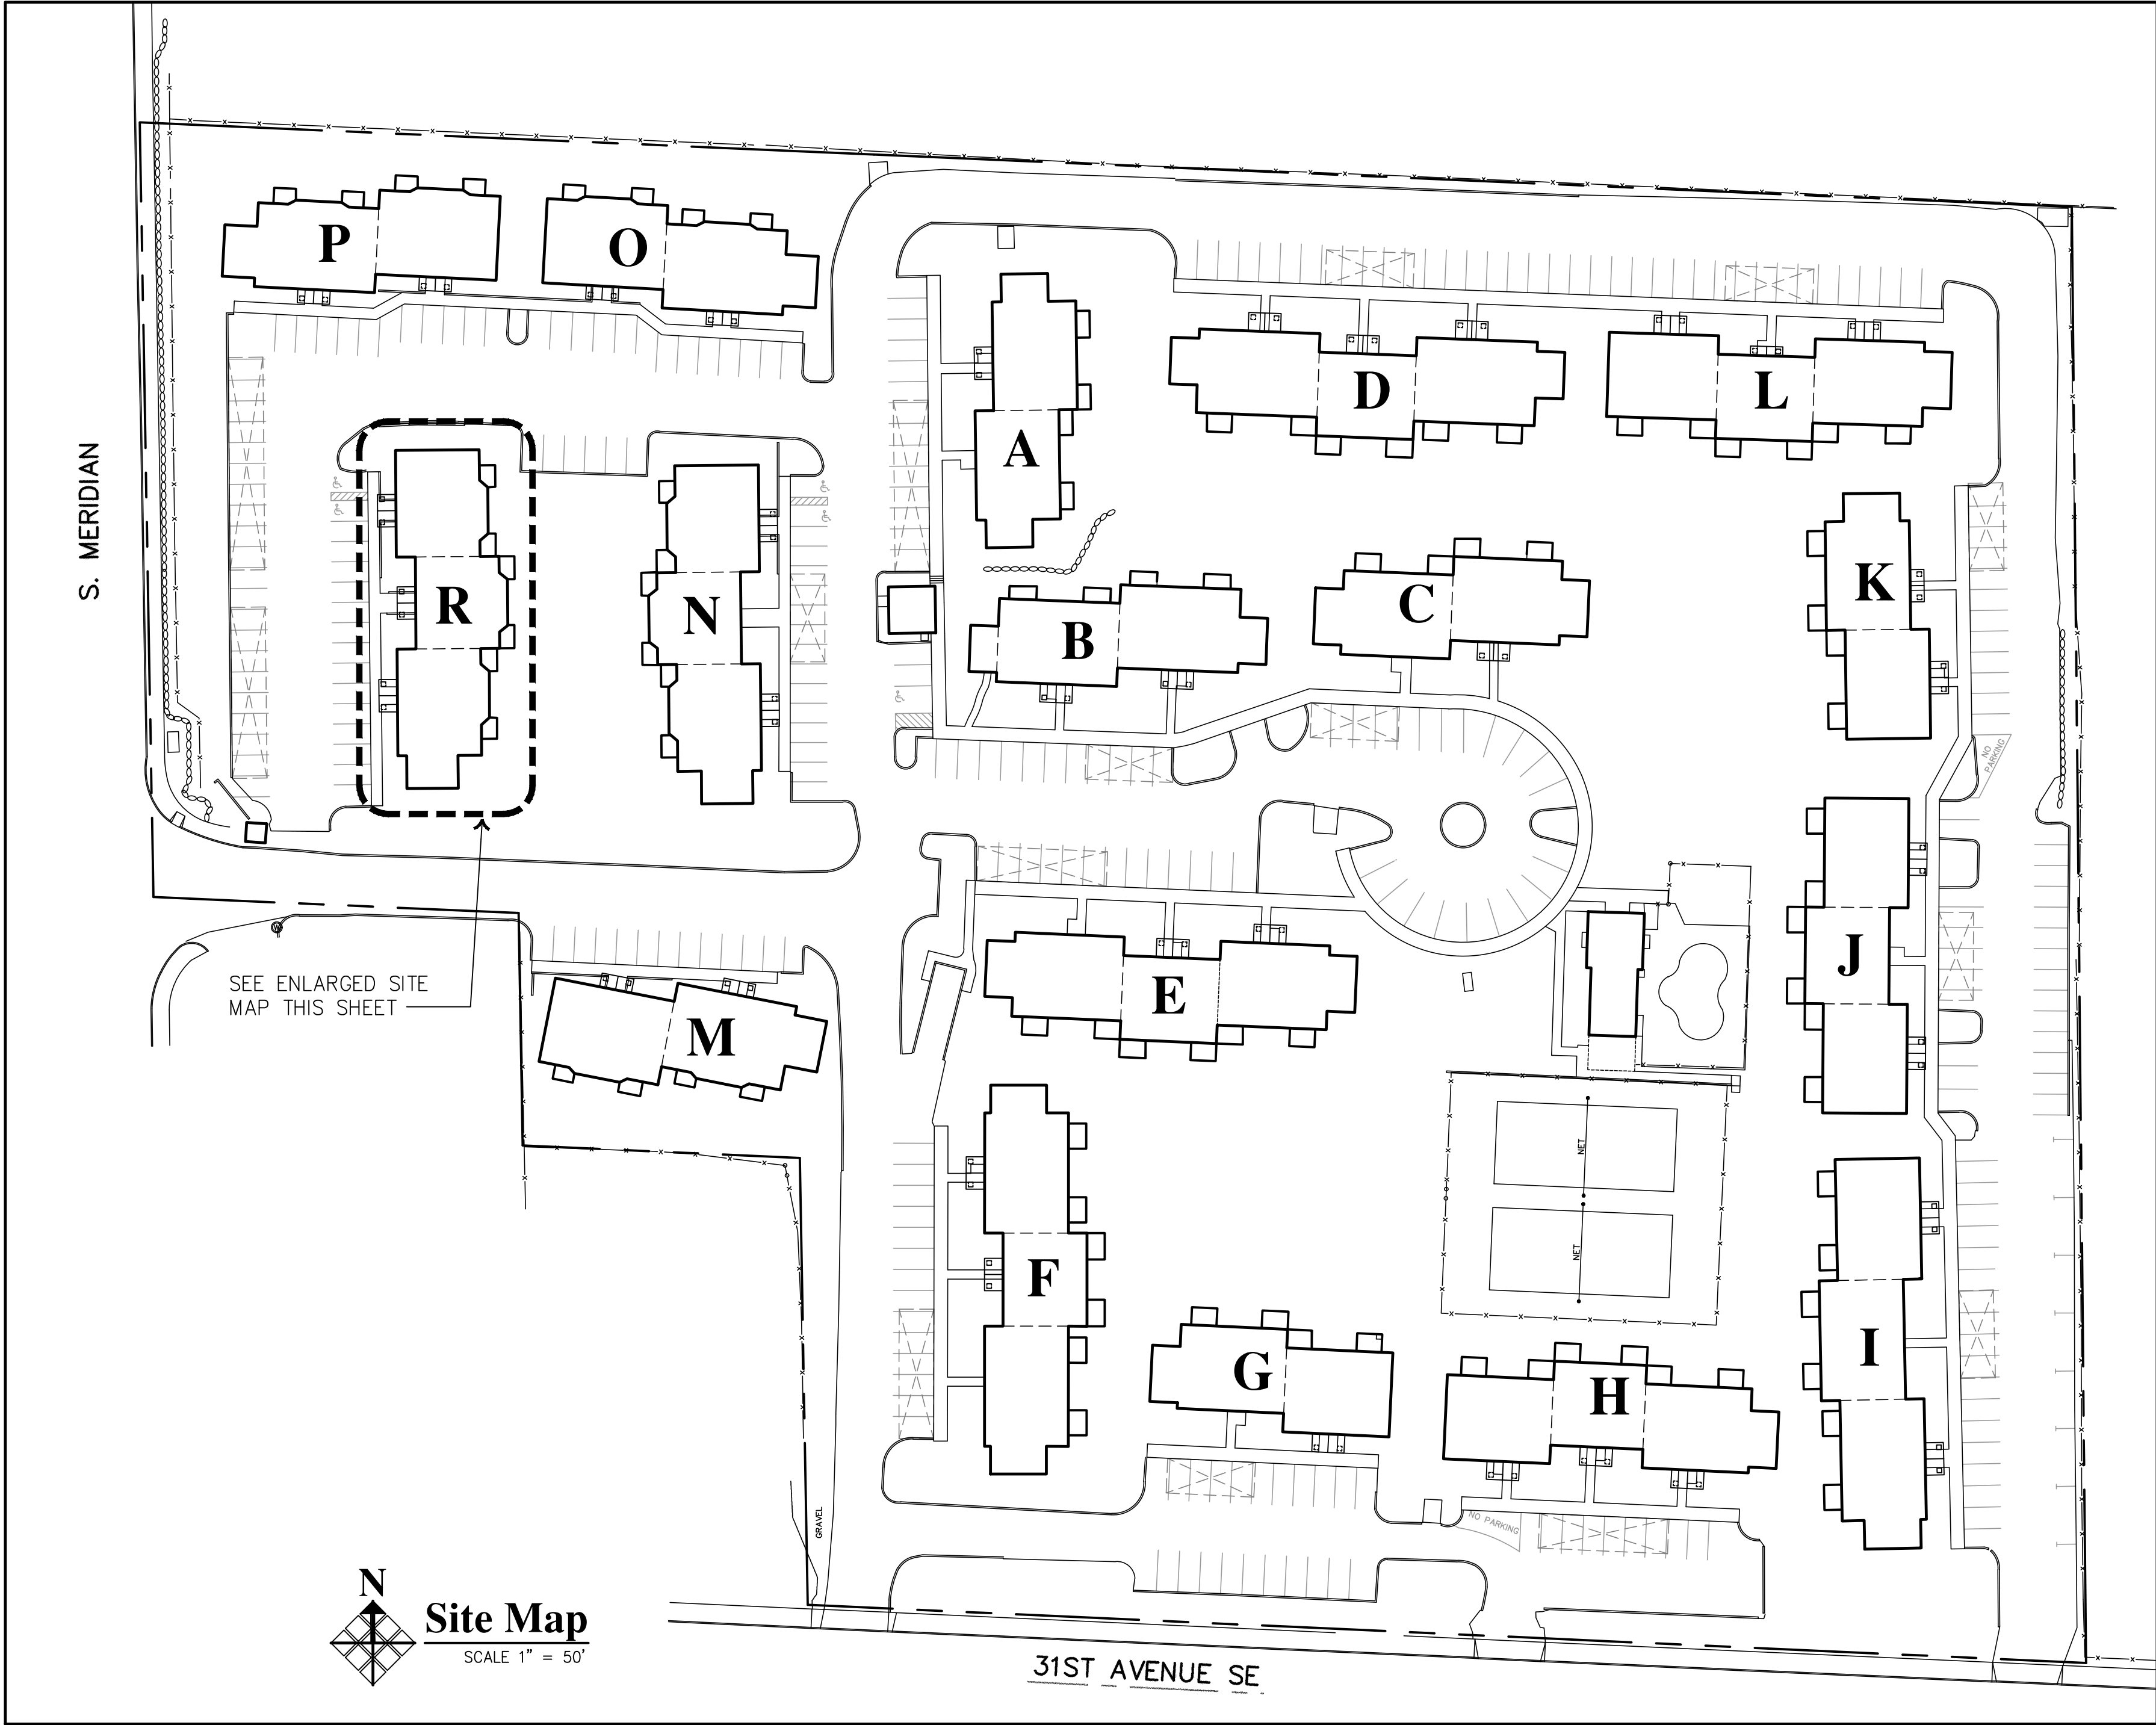 P
O
A
D
L
S. MERIDIAN
R
N
B
C
K
NO
PARKING
SEE ENLARGED SITE
MAP THIS SHEET
M
E
J
NET
NET
F
G
H
I
GRAVEL
NO PARKING
N
Site Map
SCALE 1" = 50'
31ST AVENUE SE